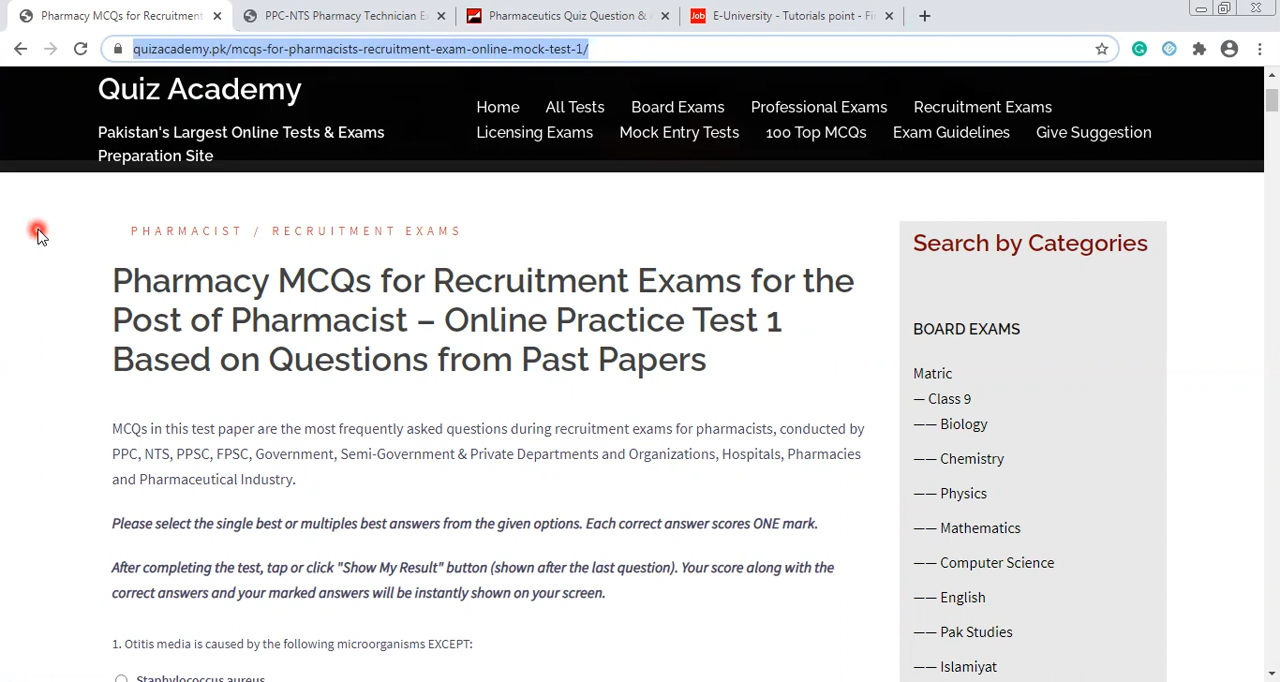 Pharmacy MCQs for Recruitment
PPC-NTS Pharmacy Technician E
Pharmaceutics Quiz Question &
Job
E-University - Tutorials point - Fr
quizacademy.pk/mcqs-for-pharmacists-recruitment-exam-online-mock-test-1/
Quiz Academy
Pakistan's Largest Online Tests & Exams
Preparation Site
Home All Tests Board Exams Professional Exams Recruitment Exams
Licensing Exams Mock Entry Tests 100 Top MCQs Exam Guidelines Give Suggestion
PHARMACIST / RECRUITMENT EXAMS
Pharmacy MCQs for Recruitment Exams for the
Post of Pharmacist – Online Practice Test 1
Based on Questions from Past Papers
MCQs in this test paper are the most frequently asked questions during recruitment exams for pharmacists, conducted by
PPC, NTS, PPSC, FPSC, Government, Semi-Government & Private Departments and Organizations, Hospitals, Pharmacies
and Pharmaceutical Industry.
Please select the single best or multiples best answers from the given options. Each correct answer scores ONE mark.
After completing the test, tap or click "Show My Result" button (shown after the last question). Your score along with the
correct answers and your marked answers will be instantly shown on your screen.
1. Otitis media is caused by the following microorganisms EXCEPT:
Staphylococcus aureus
Search by Categories
BOARD EXAMS
Matric
— Class 9
—— Biology
—— Chemistry
—— Physics
—— Mathematics
—— Computer Science
—— English
—— Pak Studies
—— Islamiyat